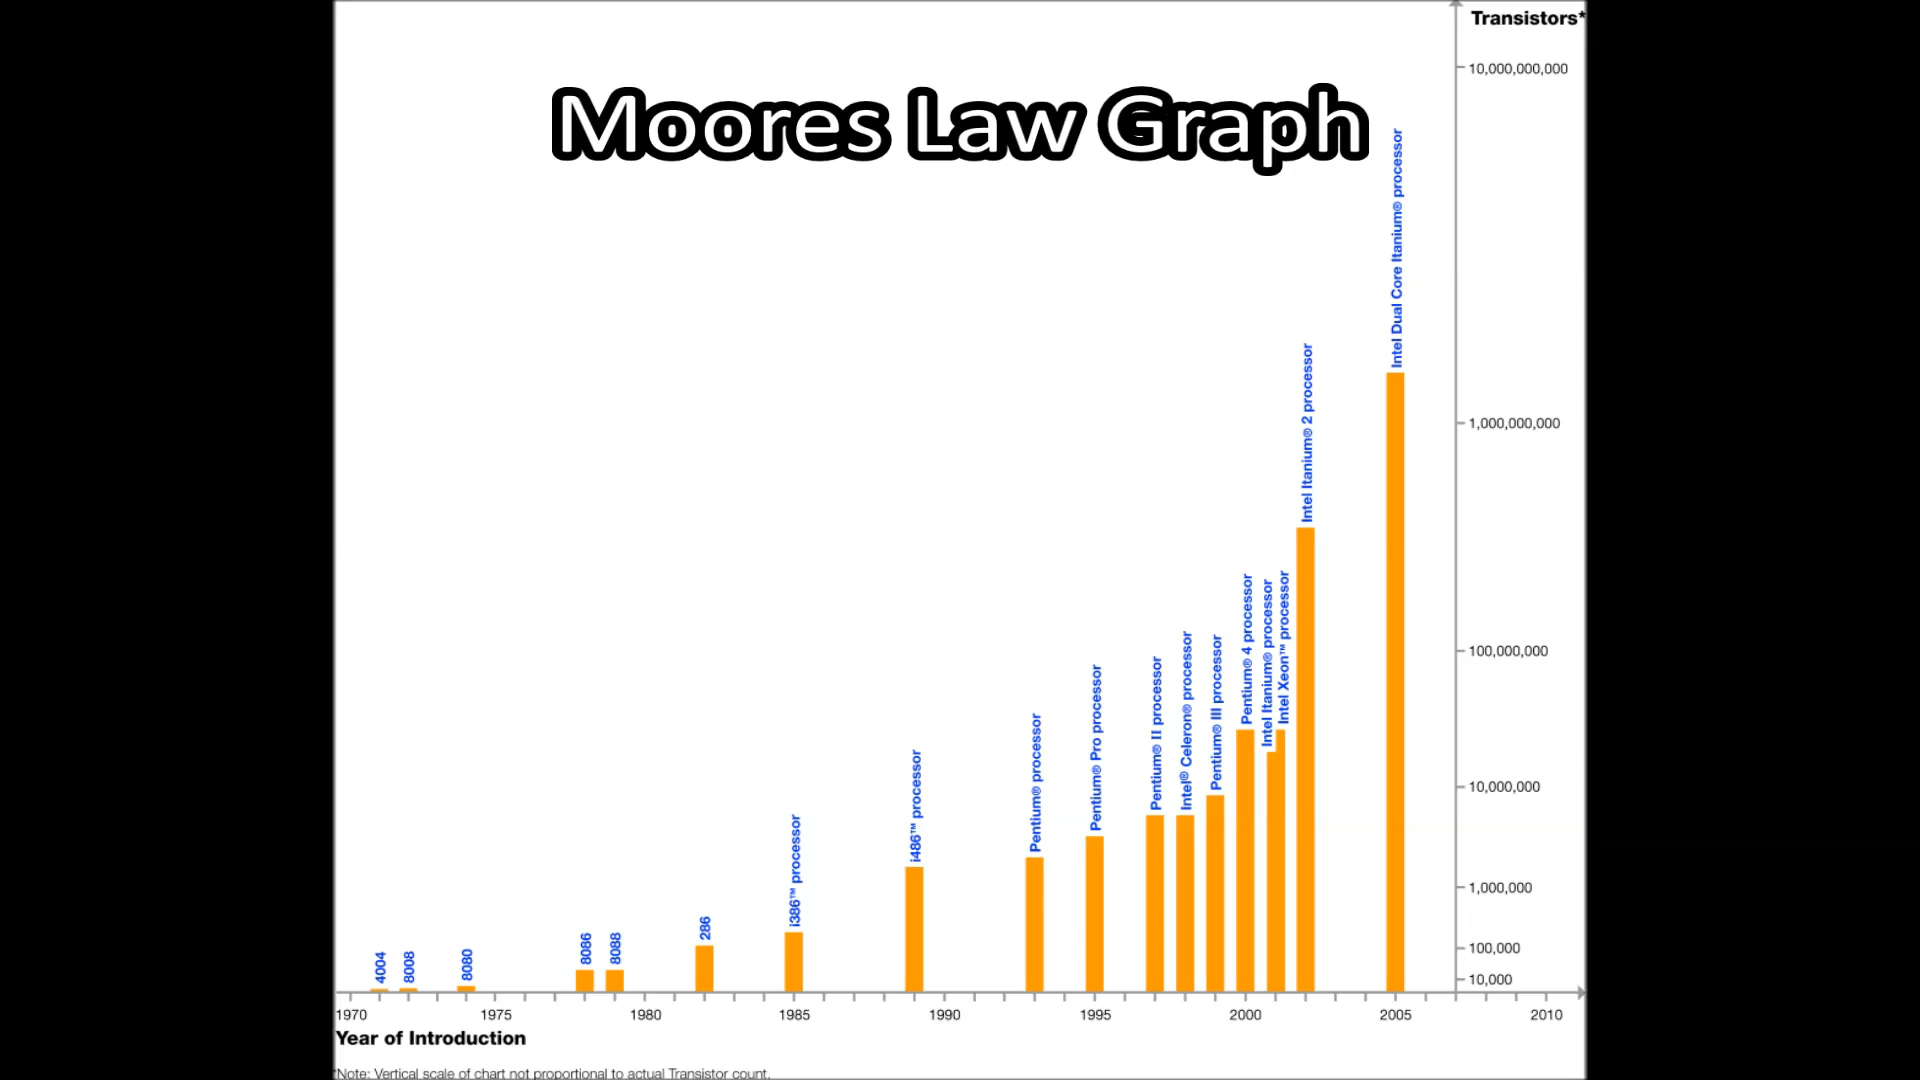 Transistors*
10,000,000,000
Moores Law Graph
1,000,000,000
100,000,000
10,000,000
1,000,000
100,000
10,000
4004
8008
8080
8086
8088
286
i386™ processor
i486™ processor
Pentium® processor
Pentium® Pro processor
Pentium® II processor
Intel® Celeron® processor
Pentium® III processor
Pentium® 4 processor
Intel Itanium® processor
Intel Xeon™ processor
Intel Itanium® 2 processor
Intel Dual Core Itanium® processor
1970 1975 1980 1985 1990 1995 2000 2005 2010
Year of Introduction
*Note: Vertical scale of chart not proportional to actual Transistor count.